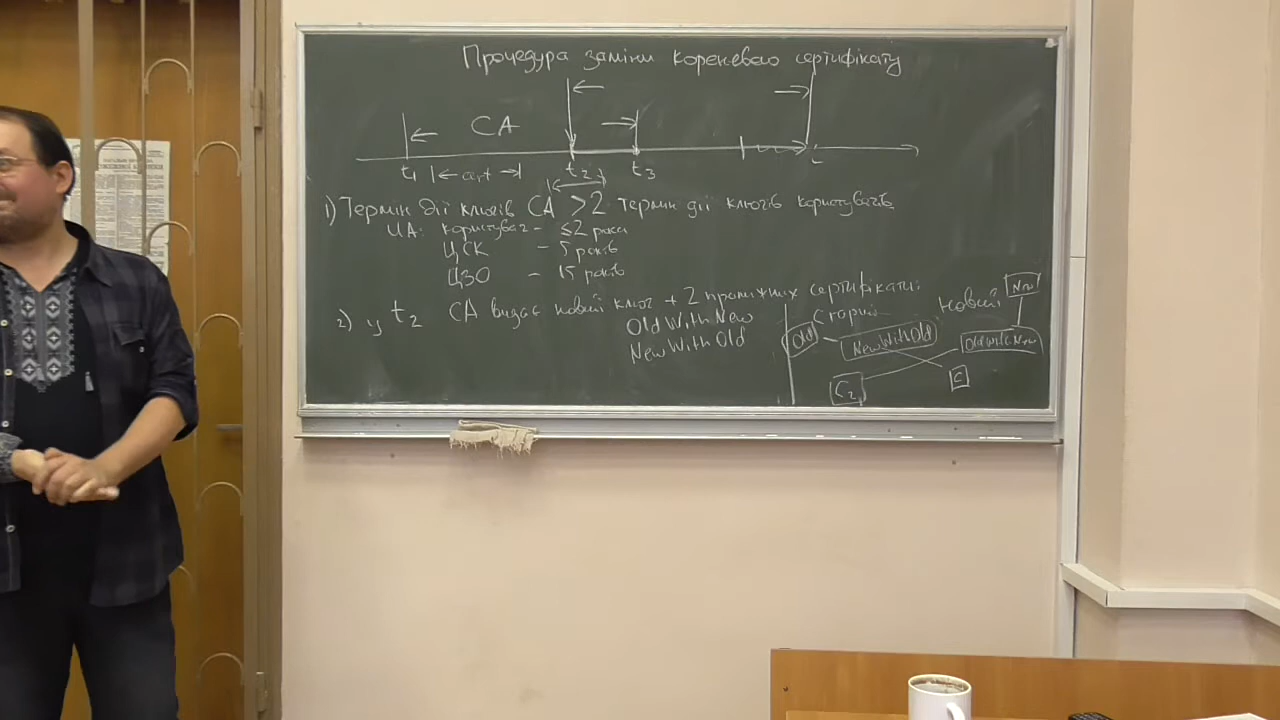 Процедура заміни кореневого сертифікату
CA
t₁ t₂ t₃
1) Термін дії ключів CA > 2 термін дії ключів користувачів
UA: користувач - ≤2 роки
ЦСК - 5 років
ЦЗО - 15 років
2) у t₂ CA видає новий ключ + 2 проміжних сертифікати:
OldWithNew
NewWithOld
Старий Новий New
Old NewWithOld OldWithNew
C₂ C